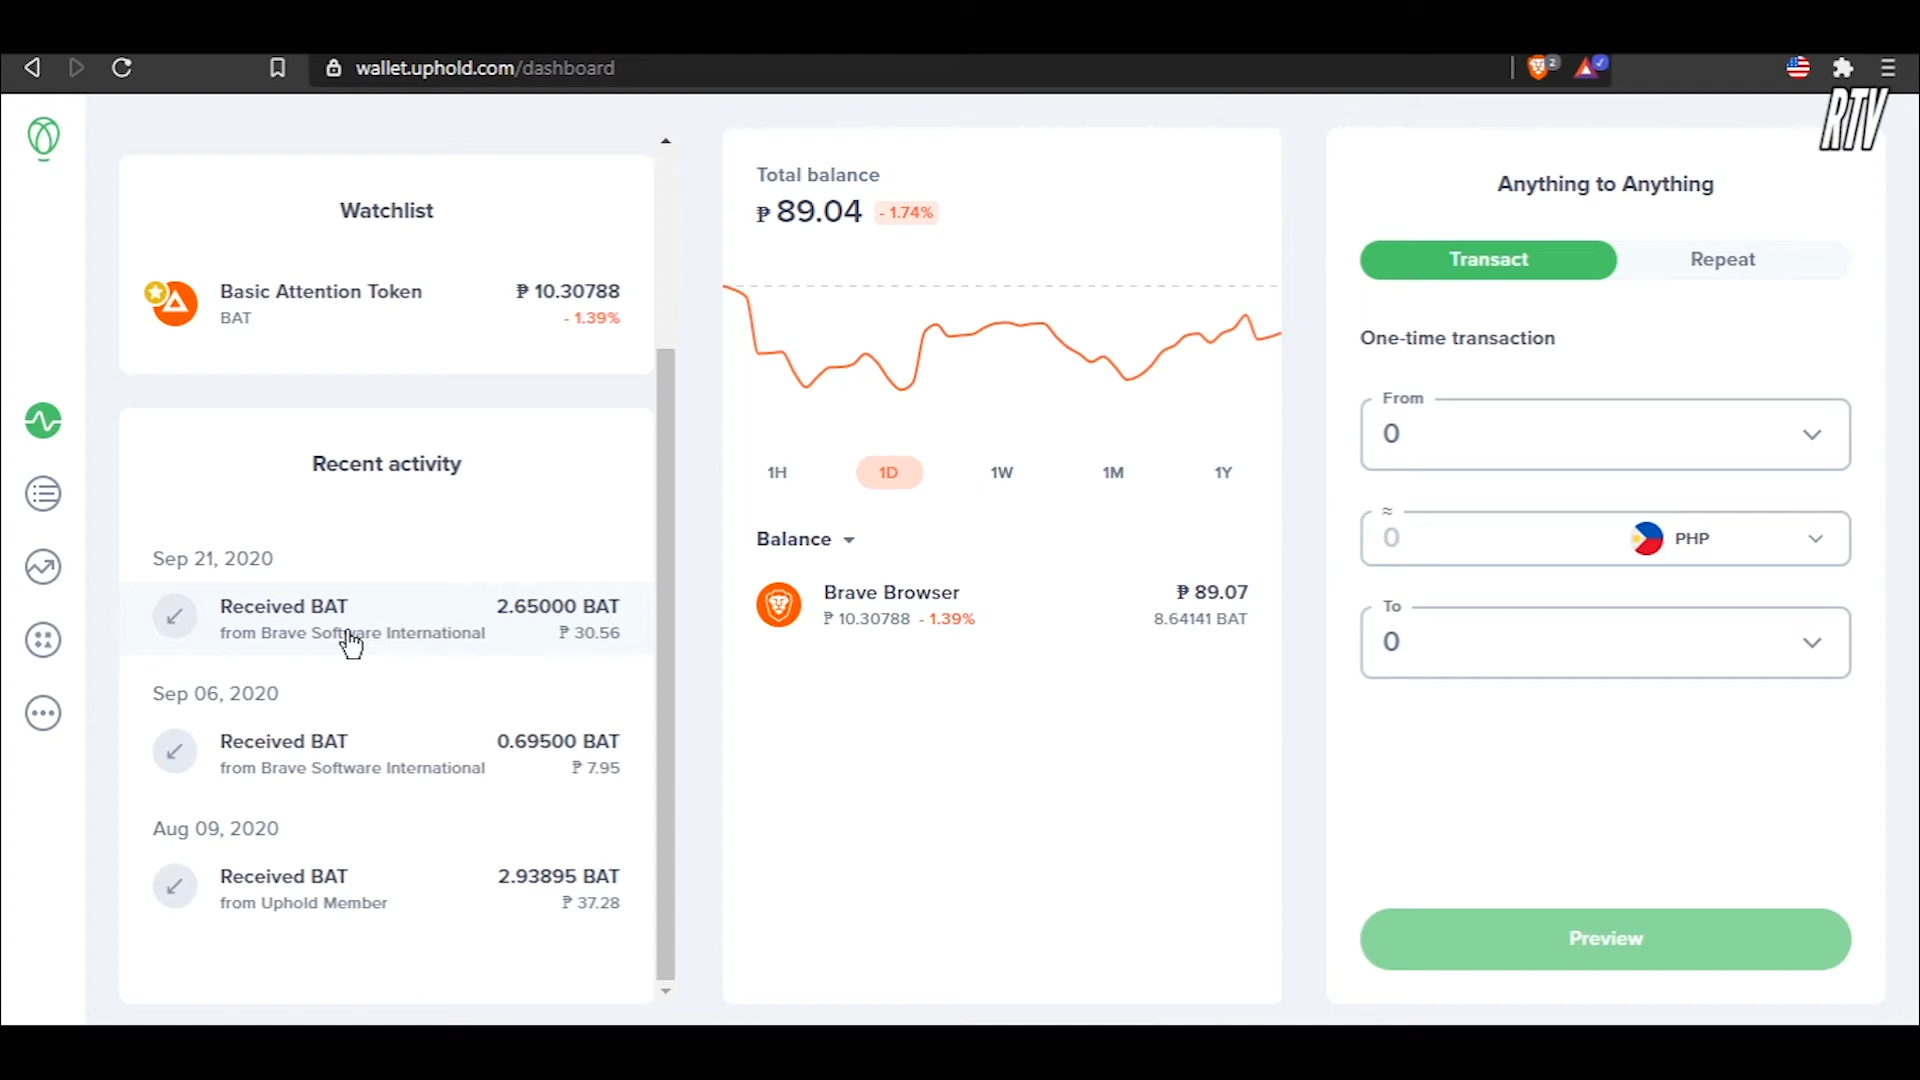 wallet.uphold.com/dashboard
2
RTV
Watchlist
Basic Attention Token
₱ 10.30788
BAT
- 1.39%
Recent activity
Sep 21, 2020
Received BAT
2.65000 BAT
from Brave Software International
₱ 30.56
Sep 06, 2020
Received BAT
0.69500 BAT
from Brave Software International
₱ 7.95
Aug 09, 2020
Received BAT
2.93895 BAT
from Uphold Member
₱ 37.28
Total balance
₱ 89.04 - 1.74%
1H 1D 1W 1M 1Y
Balance
Brave Browser
₱ 89.07
₱ 10.30788 - 1.39%
8.64141 BAT
Anything to Anything
Transact Repeat
One-time transaction
From
0
≈
0 PHP
To
0
Preview